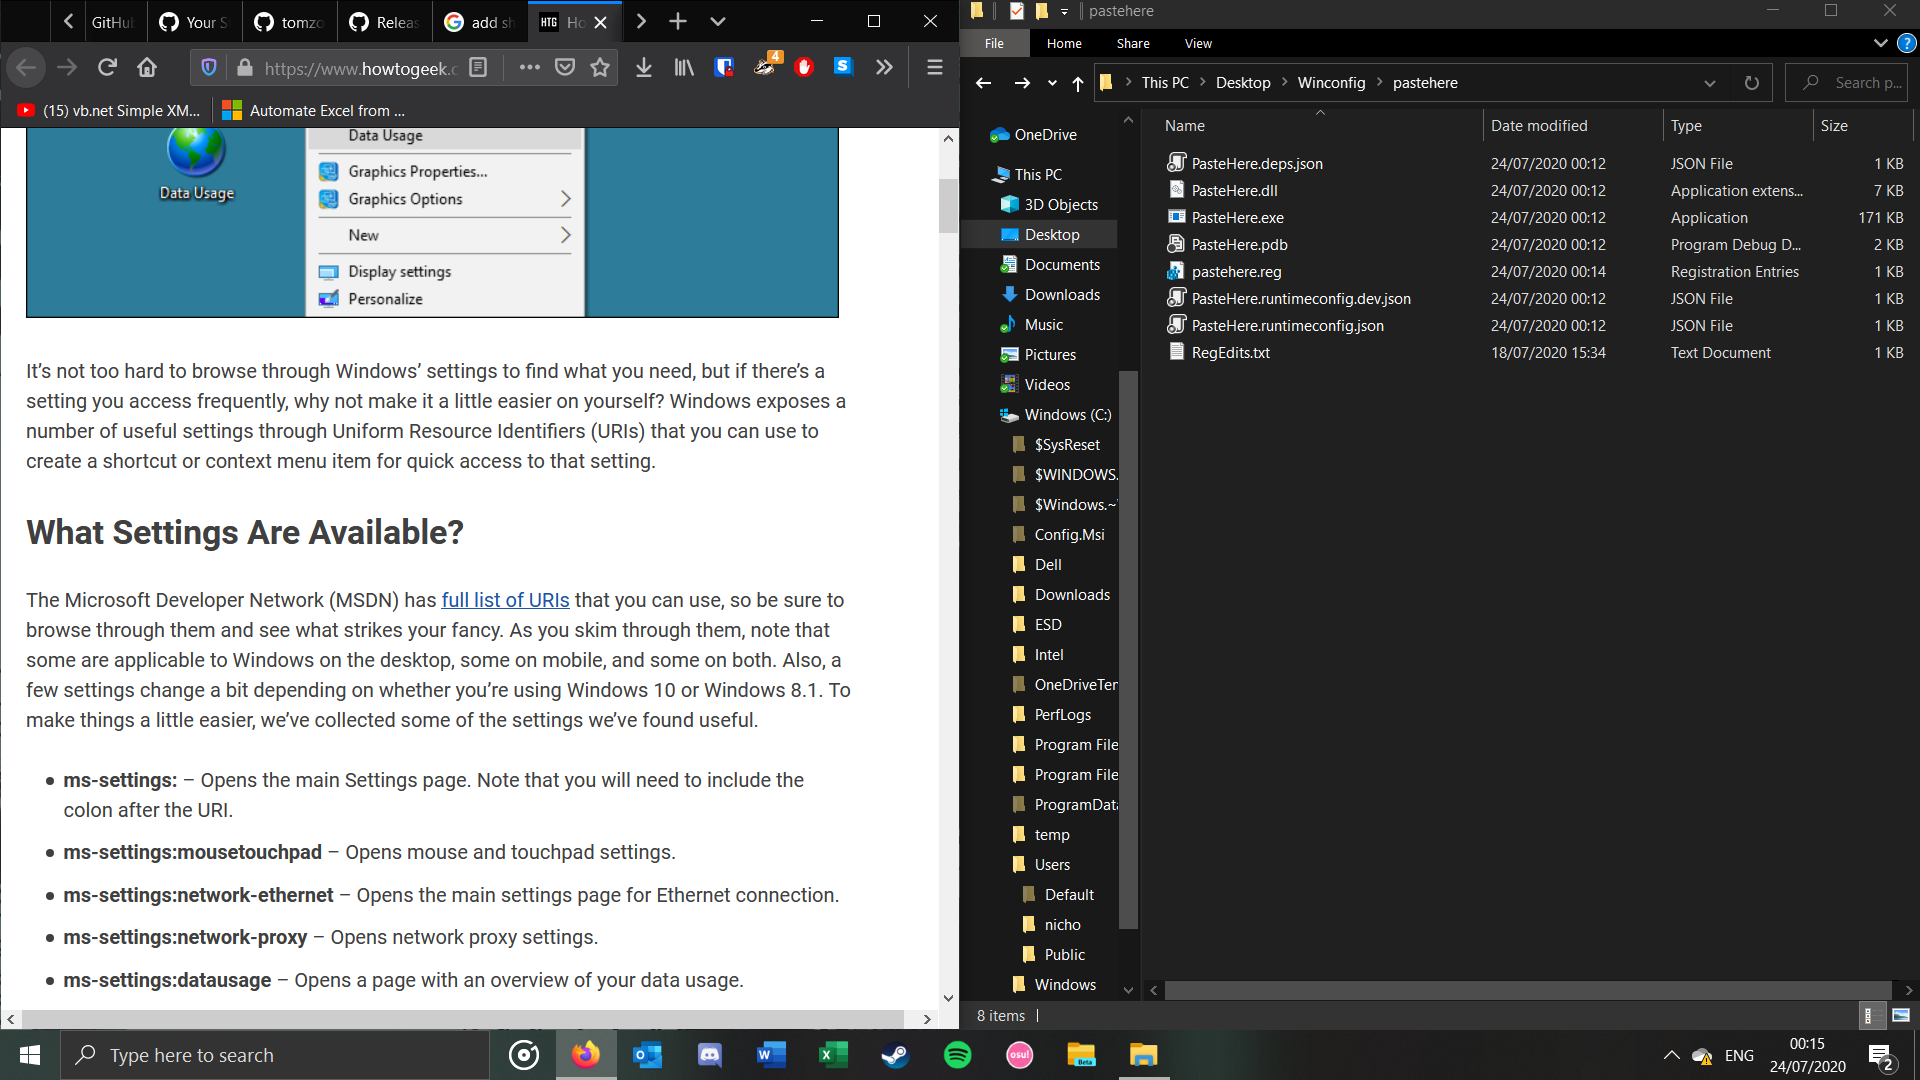 GitHub
Your S
tomzo
Releas
add sh
HTG
Ho
pastehere
File
Home
Share
View
https://www.howtogeek.c
4
This PC
Desktop
Winconfig
pastehere
Search p...
(15) vb.net Simple XM...
Automate Excel from ...
Data Usage
Data Usage
Graphics Properties...
Graphics Options
New
Display settings
Personalize
It’s not too hard to browse through Windows’ settings to find what you need, but if there’s a
setting you access frequently, why not make it a little easier on yourself? Windows exposes a
number of useful settings through Uniform Resource Identifiers (URIs) that you can use to
create a shortcut or context menu item for quick access to that setting.
What Settings Are Available?
The Microsoft Developer Network (MSDN) has full list of URIs that you can use, so be sure to
browse through them and see what strikes your fancy. As you skim through them, note that
some are applicable to Windows on the desktop, some on mobile, and some on both. Also, a
few settings change a bit depending on whether you’re using Windows 10 or Windows 8.1. To
make things a little easier, we’ve collected some of the settings we’ve found useful.
ms-settings: – Opens the main Settings page. Note that you will need to include the
colon after the URI.
ms-settings:mousetouchpad – Opens mouse and touchpad settings.
ms-settings:network-ethernet – Opens the main settings page for Ethernet connection.
ms-settings:network-proxy – Opens network proxy settings.
ms-settings:datausage – Opens a page with an overview of your data usage.
OneDrive
This PC
3D Objects
Desktop
Documents
Downloads
Music
Pictures
Videos
Windows (C:)
$SysReset
$WINDOWS.
$Windows.~
Config.Msi
Dell
Downloads
ESD
Intel
OneDriveTem
PerfLogs
Program File
Program File
ProgramData
temp
Users
Default
nicho
Public
Windows
Name Date modified Type Size
PasteHere.deps.json 24/07/2020 00:12 JSON File 1 KB
PasteHere.dll 24/07/2020 00:12 Application extens... 7 KB
PasteHere.exe 24/07/2020 00:12 Application 171 KB
PasteHere.pdb 24/07/2020 00:12 Program Debug D... 2 KB
pastehere.reg 24/07/2020 00:14 Registration Entries 1 KB
PasteHere.runtimeconfig.dev.json 24/07/2020 00:12 JSON File 1 KB
PasteHere.runtimeconfig.json 24/07/2020 00:12 JSON File 1 KB
RegEdits.txt 18/07/2020 15:34 Text Document 1 KB
8 items
Type here to search
osu!
Beta
ENG
00:15
24/07/2020
2